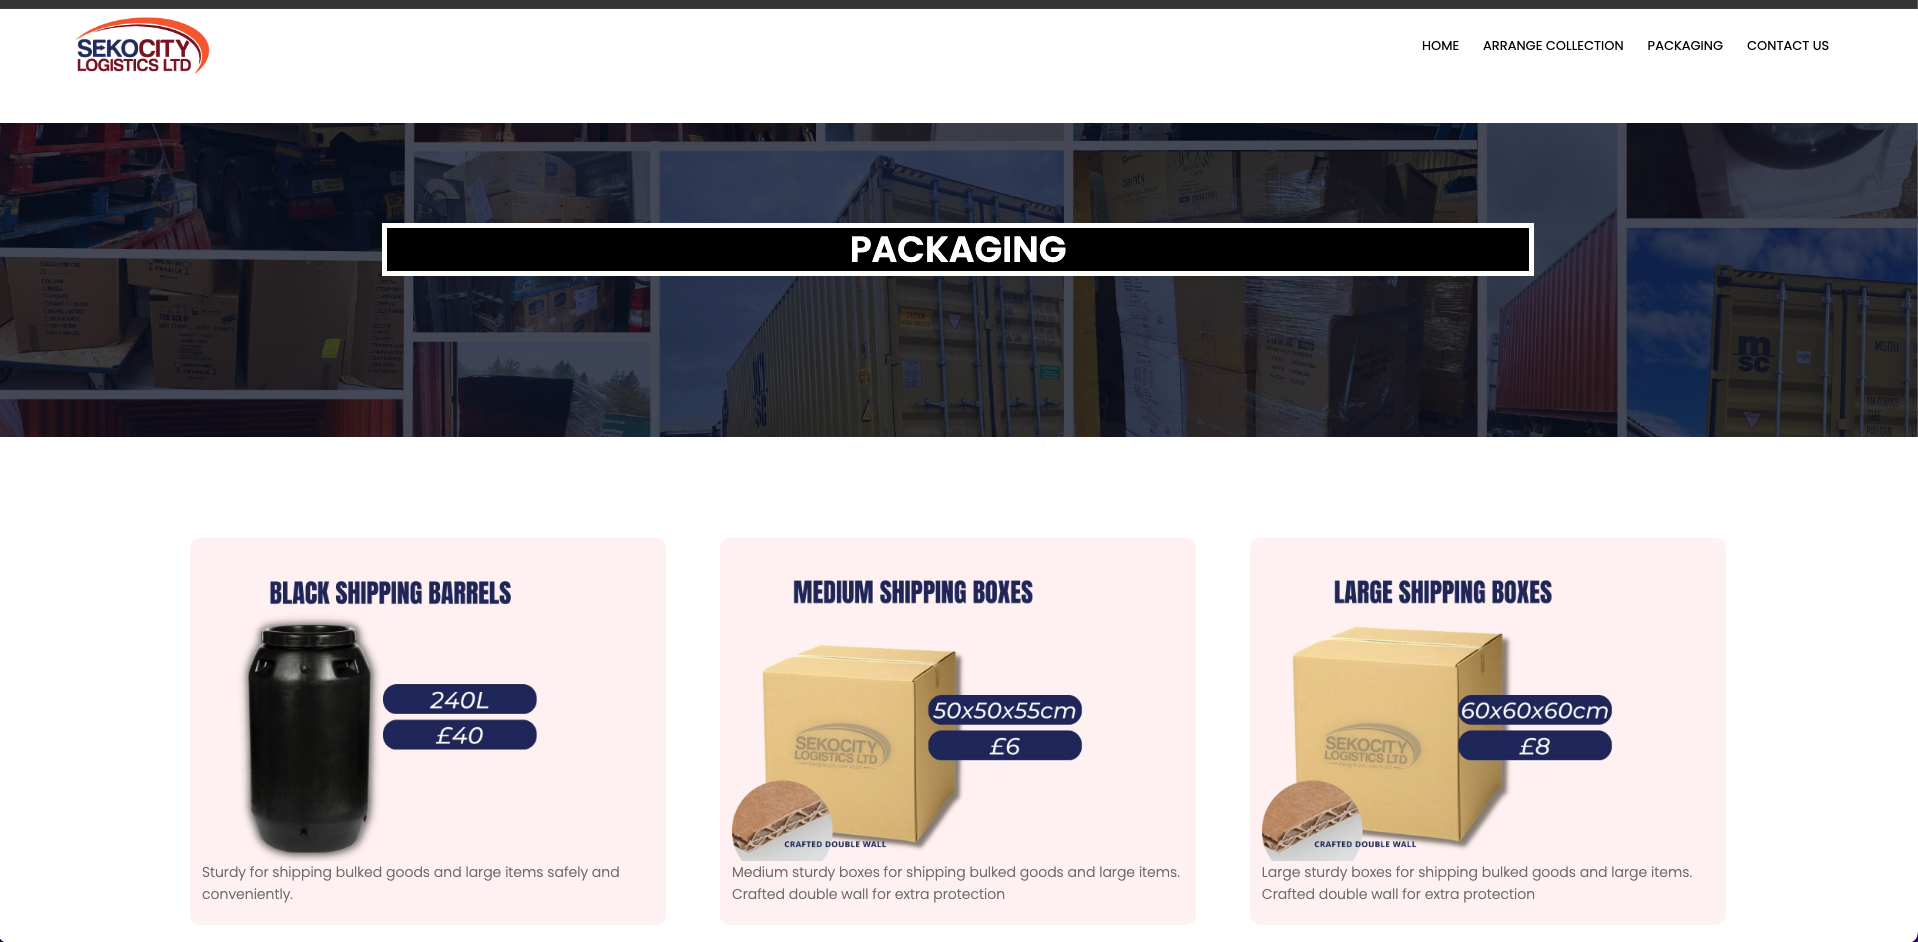 SEKOCITY
LOGISTICS LTD
HOME ARRANGE COLLECTION PACKAGING CONTACT US
PACKAGING
dainty
msc
MSDU
BLACK SHIPPING BARRELS
240L
£40
Sturdy for shipping bulked goods and large items safely and
conveniently.
MEDIUM SHIPPING BOXES
50x50x55cm
£6
SEKOCITY
LOGISTICS LTD
CRAFTED DOUBLE WALL
Medium sturdy boxes for shipping bulked goods and large items.
Crafted double wall for extra protection
LARGE SHIPPING BOXES
60x60x60cm
£8
SEKOCITY
LOGISTICS LTD
CRAFTED DOUBLE WALL
Large sturdy boxes for shipping bulked goods and large items.
Crafted double wall for extra protection